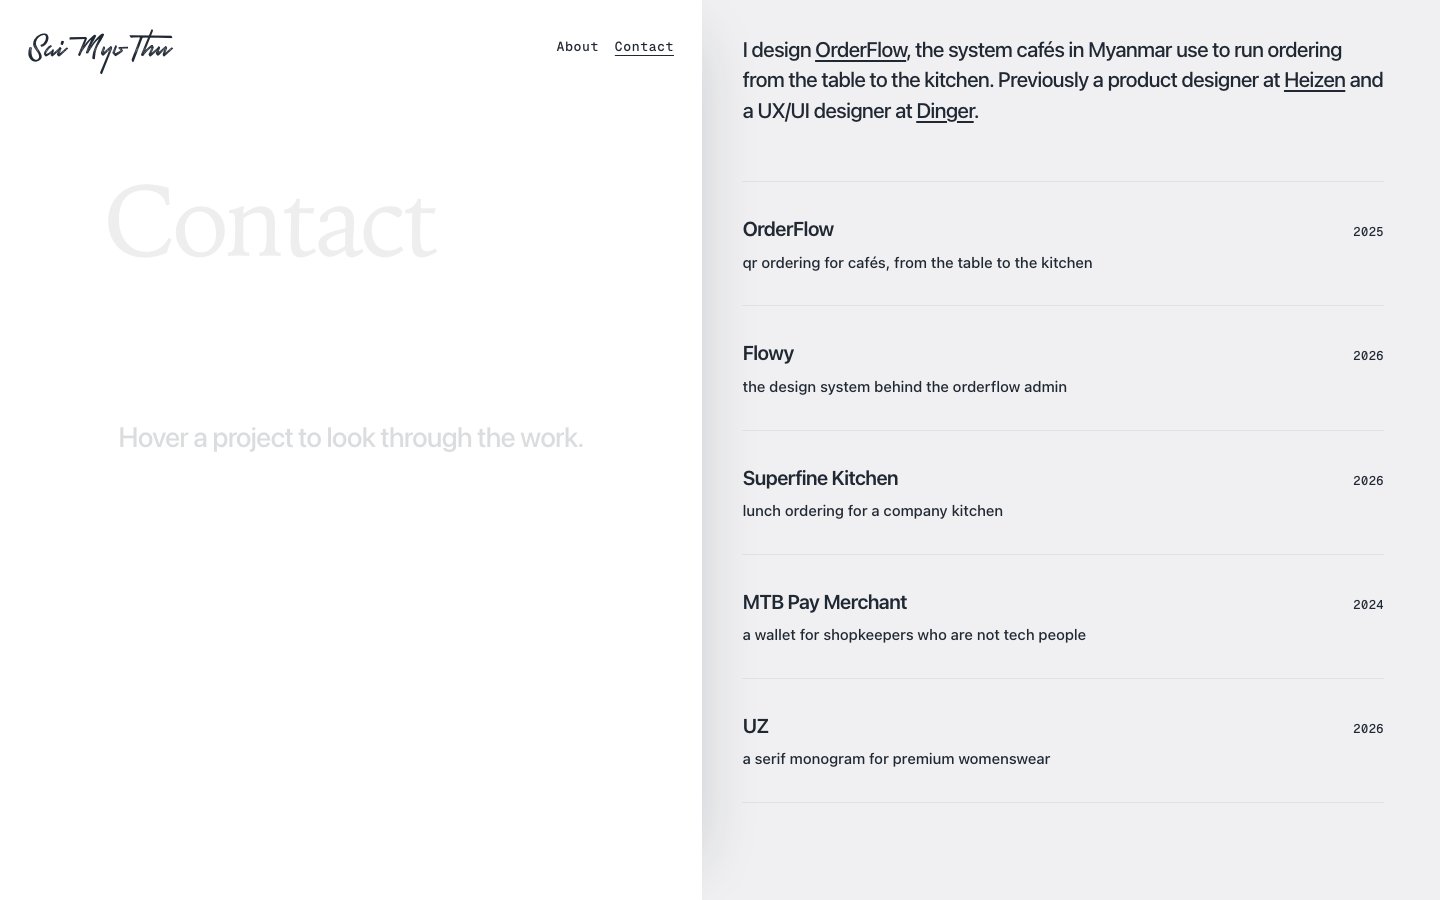 Sai Myo Thu
About Contact
Contact
Hover a project to look through the work.
I design OrderFlow, the system cafés in Myanmar use to run ordering
from the table to the kitchen. Previously a product designer at Heizen and
a UX/UI designer at Dinger.
OrderFlow 2025
qr ordering for cafés, from the table to the kitchen
Flowy 2026
the design system behind the orderflow admin
Superfine Kitchen 2026
lunch ordering for a company kitchen
MTB Pay Merchant 2024
a wallet for shopkeepers who are not tech people
UZ 2026
a serif monogram for premium womenswear